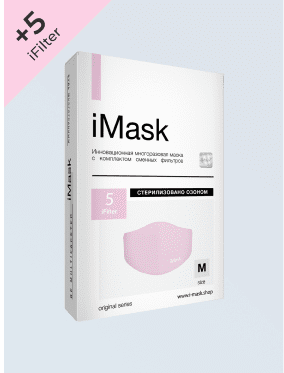 +5
iFilter
iMask
Инновационная многоразовая маска
с комплектом сменных фильтров
СТЕРИЛИЗОВАНО ОЗОНОМ
5
iFilter
M
size
original series
www.r-mask.shop
iMask